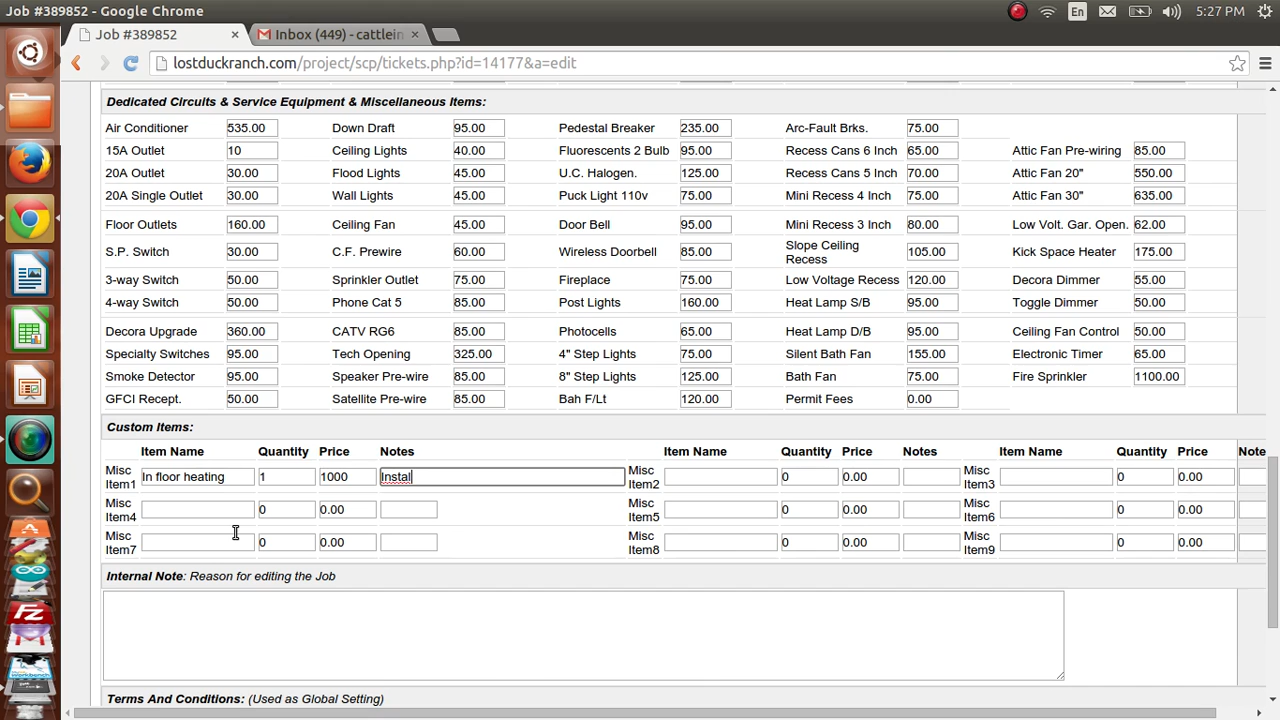 Job #389852 - Google Chrome
En
5:27 PM
Job #389852 ×
Inbox (449) - cattlein ×
lostduckranch.com/project/scp/tickets.php?id=14177&a=edit
Dedicated Circuits & Service Equipment & Miscellaneous Items:
Air Conditioner 535.00 Down Draft 95.00 Pedestal Breaker 235.00 Arc-Fault Brks. 75.00
15A Outlet 10 Ceiling Lights 40.00 Fluorescents 2 Bulb 95.00 Recess Cans 6 Inch 65.00 Attic Fan Pre-wiring 85.00
20A Outlet 30.00 Flood Lights 45.00 U.C. Halogen. 125.00 Recess Cans 5 Inch 70.00 Attic Fan 20" 550.00
20A Single Outlet 30.00 Wall Lights 45.00 Puck Light 110v 75.00 Mini Recess 4 Inch 75.00 Attic Fan 30" 635.00
Floor Outlets 160.00 Ceiling Fan 45.00 Door Bell 95.00 Mini Recess 3 Inch 80.00 Low Volt. Gar. Open. 62.00
S.P. Switch 30.00 C.F. Prewire 60.00 Wireless Doorbell 85.00 Slope Ceiling Recess 105.00 Kick Space Heater 175.00
3-way Switch 50.00 Sprinkler Outlet 75.00 Fireplace 75.00 Low Voltage Recess 120.00 Decora Dimmer 55.00
4-way Switch 50.00 Phone Cat 5 85.00 Post Lights 160.00 Heat Lamp S/B 95.00 Toggle Dimmer 50.00
Decora Upgrade 360.00 CATV RG6 85.00 Photocells 65.00 Heat Lamp D/B 95.00 Ceiling Fan Control 50.00
Specialty Switches 95.00 Tech Opening 325.00 4" Step Lights 75.00 Silent Bath Fan 155.00 Electronic Timer 65.00
Smoke Detector 95.00 Speaker Pre-wire 85.00 8" Step Lights 125.00 Bath Fan 75.00 Fire Sprinkler 1100.00
GFCI Recept. 50.00 Satellite Pre-wire 85.00 Bah F/Lt 120.00 Permit Fees 0.00
Custom Items:
Item Name Quantity Price Notes Item Name Quantity Price Notes Item Name Quantity Price Note
Misc Item1 In floor heating 1 1000 Instal Misc Item2 0 0.00 Misc Item3 0 0.00
Misc Item4 0 0.00 Misc Item5 0 0.00 Misc Item6 0 0.00
Misc Item7 0 0.00 Misc Item8 0 0.00 Misc Item9 0 0.00
Internal Note: Reason for editing the Job
Terms And Conditions: (Used as Global Setting)